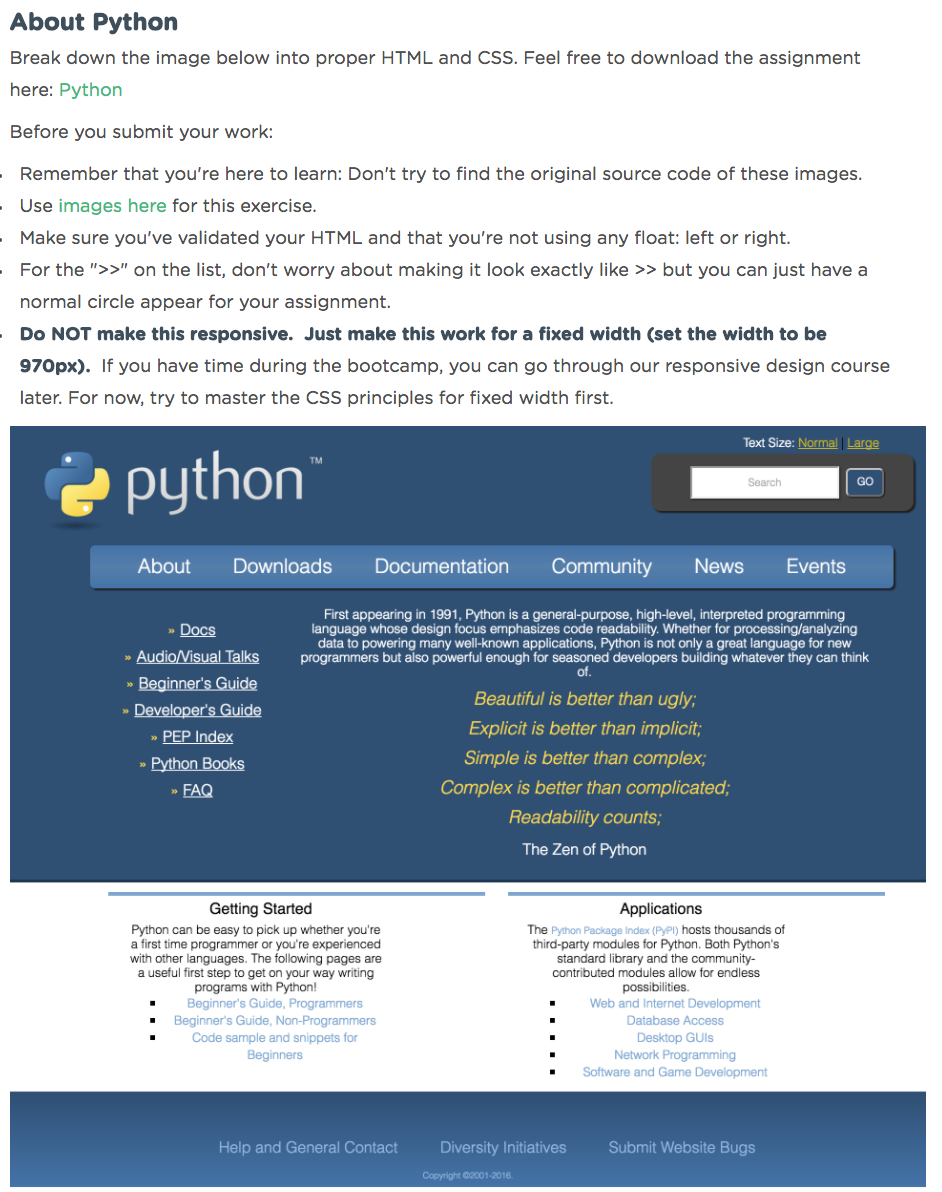 About Python
Break down the image below into proper HTML and CSS. Feel free to download the assignment
here: Python
Before you submit your work:
Remember that you're here to learn: Don't try to find the original source code of these images.
Use images here for this exercise.
Make sure you've validated your HTML and that you're not using any float: left or right.
For the ">>" on the list, don't worry about making it look exactly like >> but you can just have a
normal circle appear for your assignment.
Do NOT make this responsive.  Just make this work for a fixed width (set the width to be
970px).  If you have time during the bootcamp, you can go through our responsive design course
later. For now, try to master the CSS principles for fixed width first.
Text Size: Normal | Large
python™
Search
GO
About Downloads Documentation Community News Events
» Docs
» Audio/Visual Talks
» Beginner's Guide
» Developer's Guide
» PEP Index
» Python Books
» FAQ
First appearing in 1991, Python is a general-purpose, high-level, interpreted programming
language whose design focus emphasizes code readability. Whether for processing/analyzing
data to powering many well-known applications, Python is not only a great language for new
programmers but also powerful enough for seasoned developers building whatever they can think
of.
Beautiful is better than ugly;
Explicit is better than implicit;
Simple is better than complex;
Complex is better than complicated;
Readability counts;
The Zen of Python
Getting Started
Python can be easy to pick up whether you're
a first time programmer or you're experienced
with other languages. The following pages are
a useful first step to get on your way writing
programs with Python!
Beginner's Guide, Programmers
Beginner's Guide, Non-Programmers
Code sample and snippets for
Beginners
Applications
The Python Package Index (PyPI) hosts thousands of
third-party modules for Python. Both Python's
standard library and the community-
contributed modules allow for endless
possibilities.
Web and Internet Development
Database Access
Desktop GUIs
Network Programming
Software and Game Development
Help and General Contact Diversity Initiatives Submit Website Bugs
Copyright ©2001-2016.